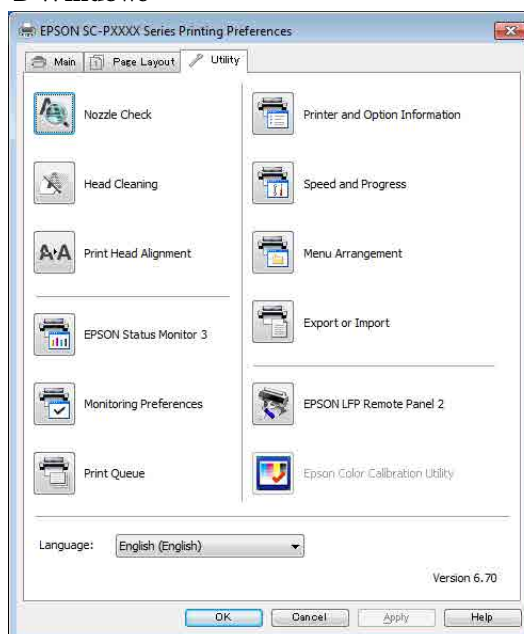 EPSON SC-PXXXX Series Printing Preferences
Main Page Layout Utility
Nozzle Check
Printer and Option Information
Head Cleaning
Speed and Progress
Print Head Alignment
Menu Arrangement
EPSON Status Monitor 3
Export or Import
Monitoring Preferences
EPSON LFP Remote Panel 2
Print Queue
Epson Color Calibration Utility
Language: English (English)
Version 6.70
OK Cancel Apply Help